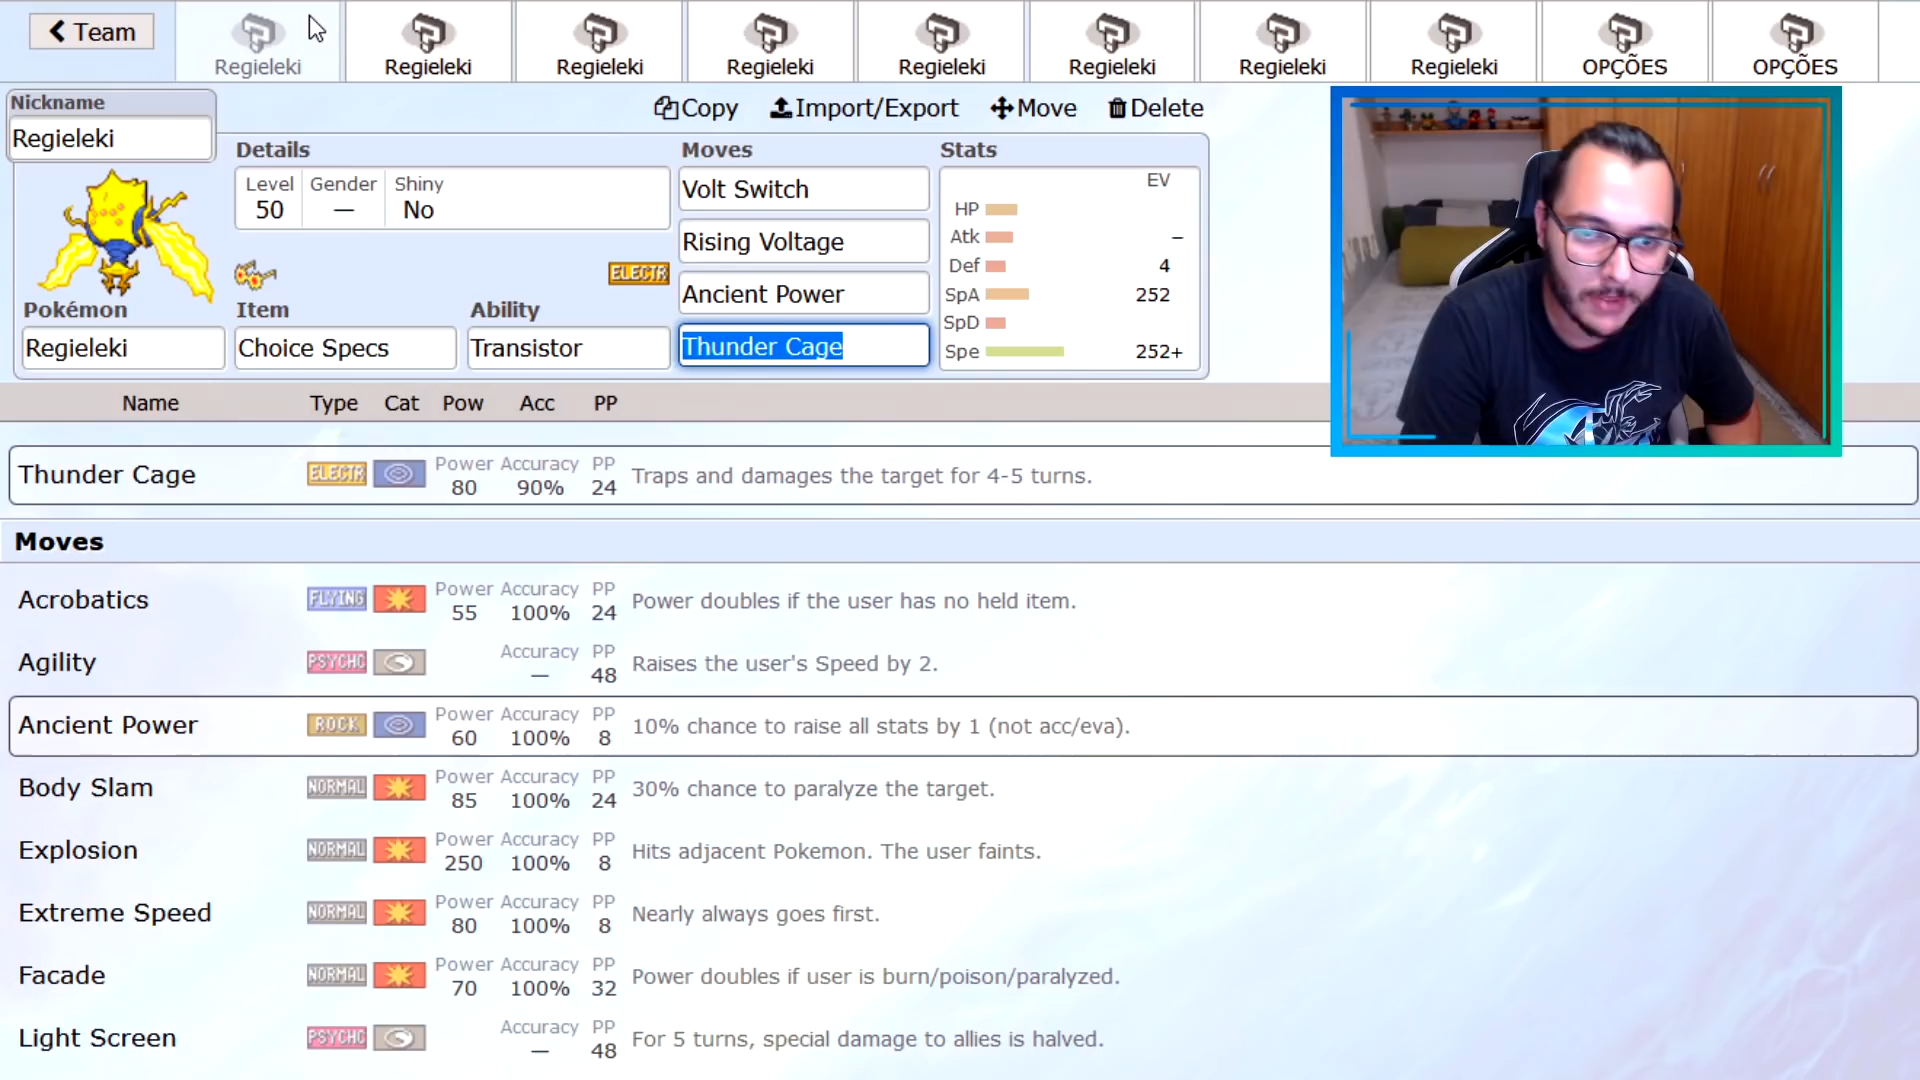 Team
Regieleki
Regieleki
Regieleki
Regieleki
Regieleki
Regieleki
Regieleki
Regieleki
OPÇÕES
OPÇÕES
Nickname
Regieleki
Copy Import/Export Move Delete
Details Moves Stats
Level Gender Shiny
50 — No
ELECTR
Pokémon Item Ability
Regieleki Choice Specs Transistor
Volt Switch
Rising Voltage
Ancient Power
Thunder Cage
EV
HP
Atk –
Def 4
SpA 252
SpD
Spe 252+
Name Type Cat Pow Acc PP
Thunder Cage ELECTR Power 80 Accuracy 90% PP 24 Traps and damages the target for 4-5 turns.
Moves
Acrobatics FLYING Power 55 Accuracy 100% PP 24 Power doubles if the user has no held item.
Agility PSYCHC Accuracy — PP 48 Raises the user's Speed by 2.
Ancient Power ROCK Power 60 Accuracy 100% PP 8 10% chance to raise all stats by 1 (not acc/eva).
Body Slam NORMAL Power 85 Accuracy 100% PP 24 30% chance to paralyze the target.
Explosion NORMAL Power 250 Accuracy 100% PP 8 Hits adjacent Pokemon. The user faints.
Extreme Speed NORMAL Power 80 Accuracy 100% PP 8 Nearly always goes first.
Facade NORMAL Power 70 Accuracy 100% PP 32 Power doubles if user is burn/poison/paralyzed.
Light Screen PSYCHC Accuracy — PP 48 For 5 turns, special damage to allies is halved.